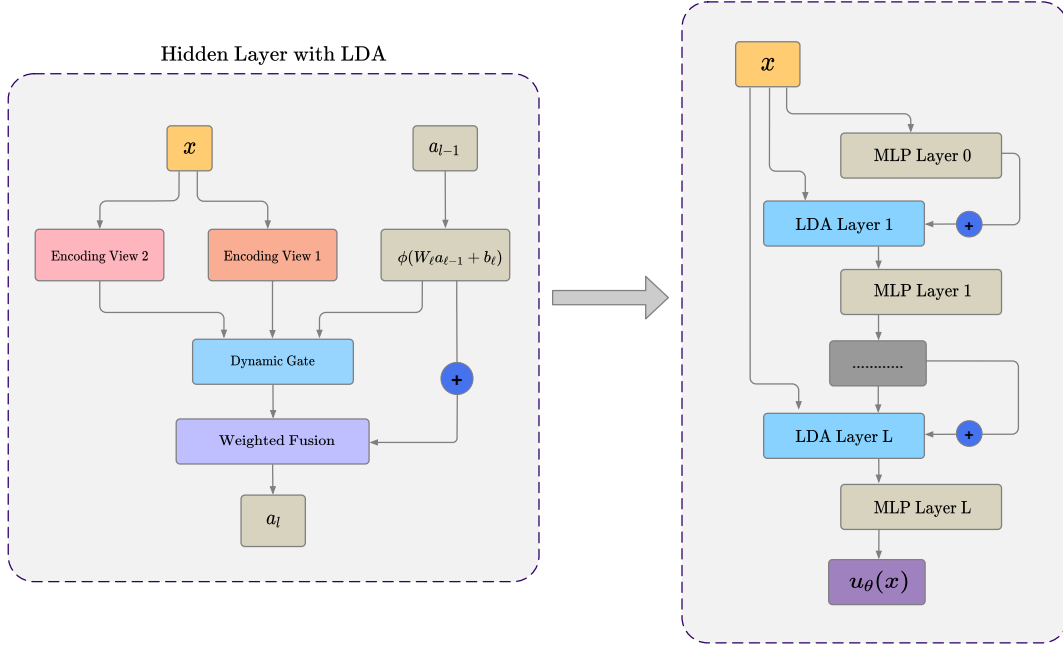 Hidden Layer with LDA
x
a_{l-1}
Encoding View 2
Encoding View 1
ϕ(W_ℓ a_{ℓ-1} + b_ℓ)
Dynamic Gate
+
Weighted Fusion
a_l
x
MLP Layer 0
LDA Layer 1
+
MLP Layer 1
............
LDA Layer L
+
MLP Layer L
u_θ(x)